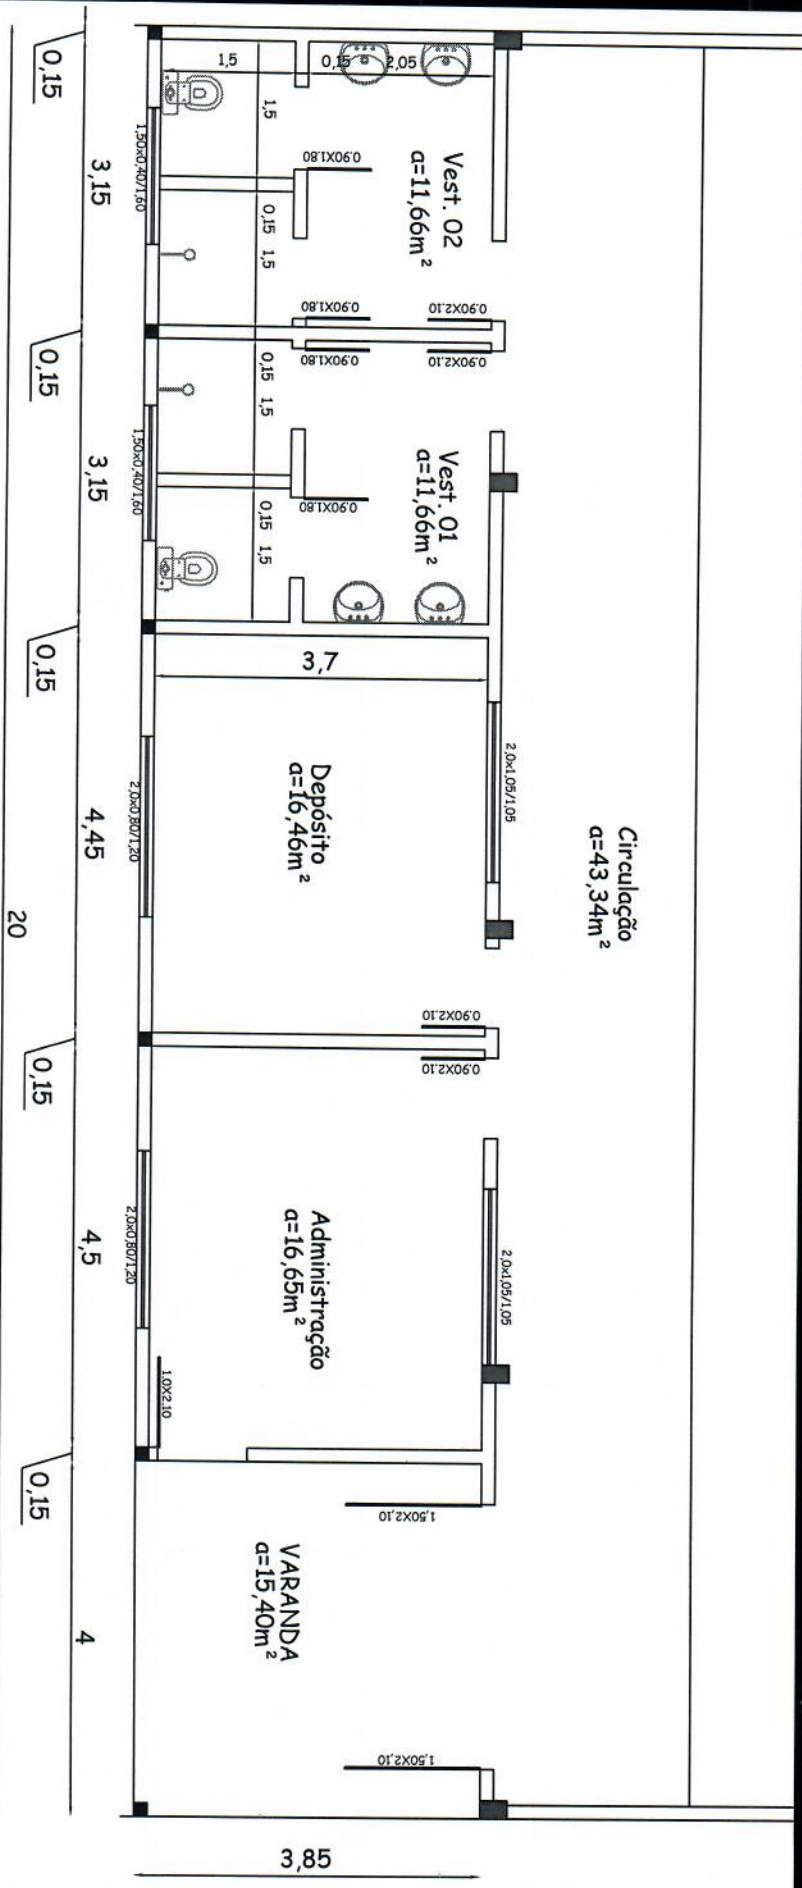 Circulação
a=43,34m²
Vest. 02
a=11,66m²
Vest. 01
a=11,66m²
Depósito
a=16,46m²
Administração
a=16,65m²
VARANDA
a=15,40m²
2,0x1,05/1,05
2,0x1,05/1,05
0.90X2.10
0.90X2.10
0.90X2.10
0.90X2.10
1,50X2,10
1,50X2,10
0.90X1.80
0.90X1.80
0.90X1.80
0.90X1.80
1,5
0,15
2,05
1,5
0,15
1,5
0,15
1,5
0,15
1,5
3,7
1.0X2.10
1,50x0,40/1,60
1,50x0,40/1,60
2,0x0,80/1,20
2,0x0,80/1,20
0,15
3,15
0,15
3,15
0,15
4,45
0,15
4,5
0,15
4
20
3,85